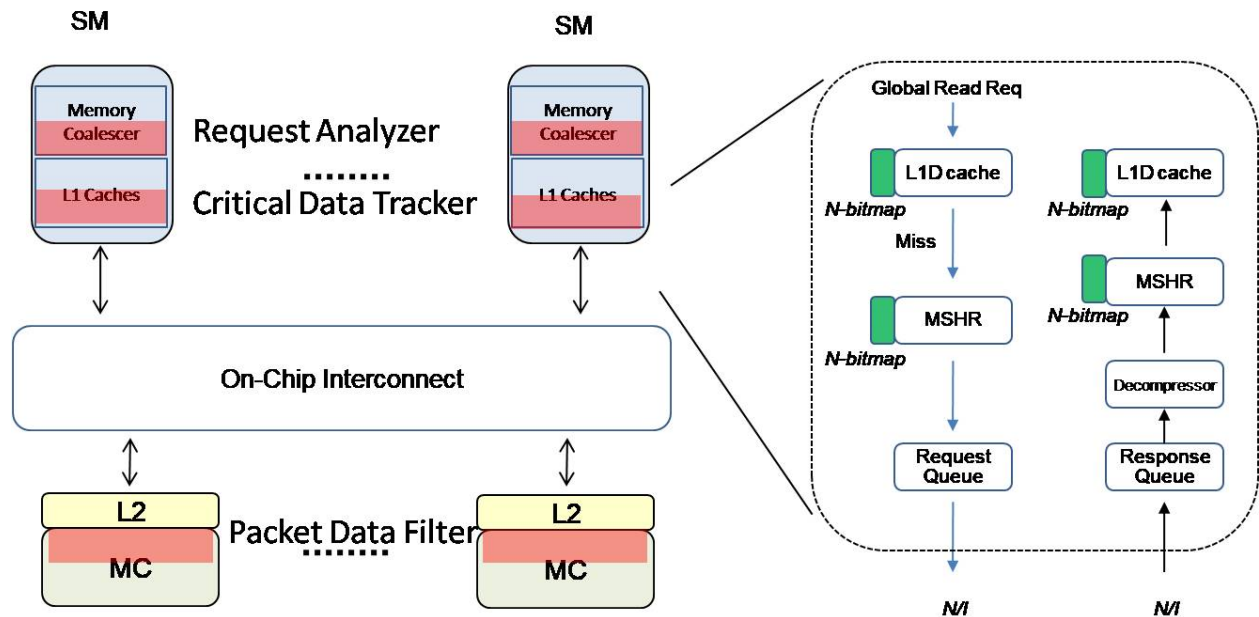 SM
SM
Memory
Coalescer
L1 Caches
Request Analyzer
Critical Data Tracker
Memory
Coalescer
L1 Caches
On-Chip Interconnect
L2
MC
Packet Data Filter
L2
MC
Global Read Req
L1D cache
N-bitmap
Miss
MSHR
N-bitmap
Request
Queue
N/I
L1D cache
N-bitmap
MSHR
N-bitmap
Decompressor
Response
Queue
N/I